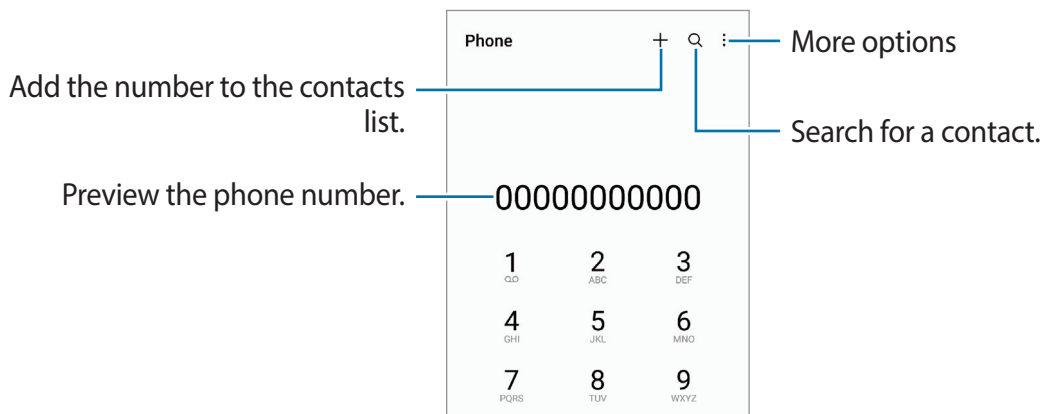 Phone
More options
Add the number to the contacts
list.
Search for a contact.
Preview the phone number.
00000000000
1 2 3
ABC DEF
4 5 6
GHI JKL MNO
7 8 9
PQRS TUV WXYZ